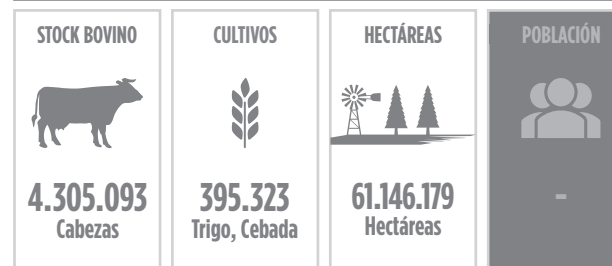 STOCK BOVINO
4.305.093
Cabezas
CULTIVOS
395.323
Trigo, Cebada
HECTÁREAS
61.146.179
Hectáreas
POBLACIÓN
-